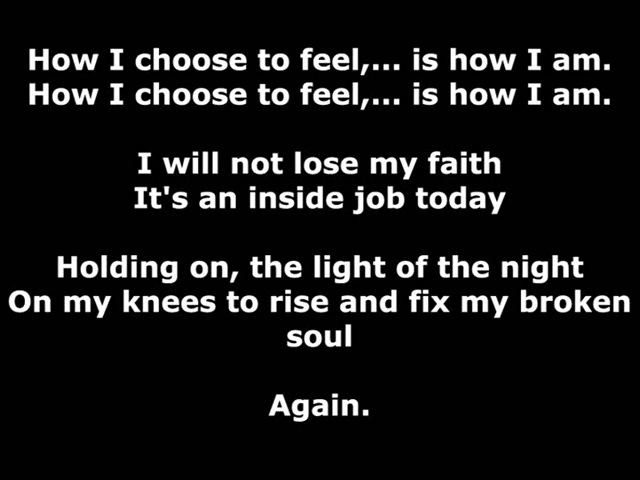 How I choose to feel,... is how I am.
How I choose to feel,... is how I am.
I will not lose my faith
It's an inside job today
Holding on, the light of the night
On my knees to rise and fix my broken
soul
Again.